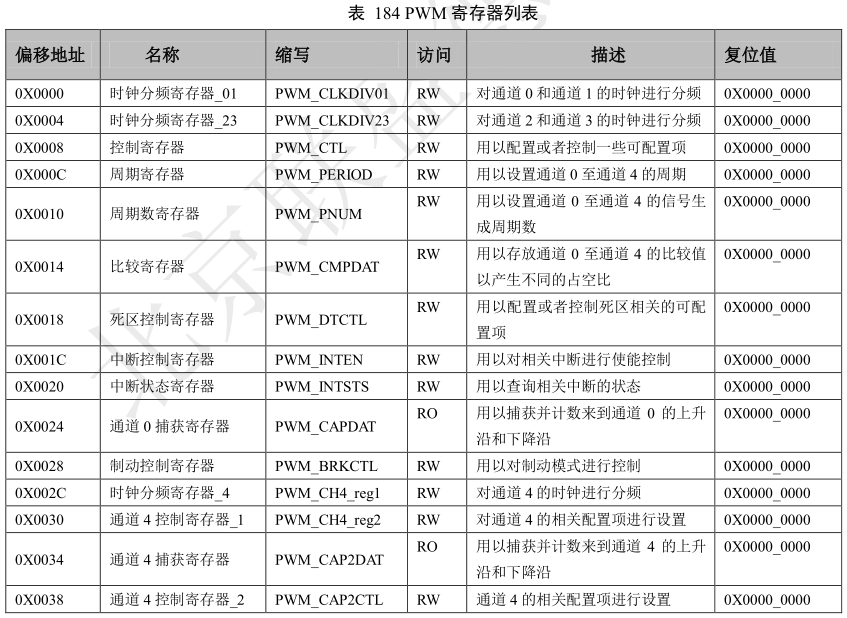 表 184 PWM 寄存器列表
偏移地址 名称 缩写 访问 描述 复位值
0X0000 时钟分频寄存器_01 PWM_CLKDIV01 RW 对通道 0 和通道 1 的时钟进行分频 0X0000_0000
0X0004 时钟分频寄存器_23 PWM_CLKDIV23 RW 对通道 2 和通道 3 的时钟进行分频 0X0000_0000
0X0008 控制寄存器 PWM_CTL RW 用以配置或者控制一些可配置项 0X0000_0000
0X000C 周期寄存器 PWM_PERIOD RW 用以设置通道 0 至通道 4 的周期 0X0000_0000
0X0010 周期数寄存器 PWM_PNUM RW 用以设置通道 0 至通道 4 的信号生 0X0000_0000
成周期数
0X0014 比较寄存器 PWM_CMPDAT RW 用以存放通道 0 至通道 4 的比较值 0X0000_0000
以产生不同的占空比
0X0018 死区控制寄存器 PWM_DTCTL RW 用以配置或者控制死区相关的可配 0X0000_0000
置项
0X001C 中断控制寄存器 PWM_INTEN RW 用以对相关中断进行使能控制 0X0000_0000
0X0020 中断状态寄存器 PWM_INTSTS RW 用以查询相关中断的状态 0X0000_0000
0X0024 通道 0 捕获寄存器 PWM_CAPDAT RO 用以捕获并计数来到通道 0 的上升 0X0000_0000
沿和下降沿
0X0028 制动控制寄存器 PWM_BRKCTL RW 用以对制动模式进行控制 0X0000_0000
0X002C 时钟分频寄存器_4 PWM_CH4_reg1 RW 对通道 4 的时钟进行分频 0X0000_0000
0X0030 通道 4 控制寄存器_1 PWM_CH4_reg2 RW 对通道 4 的相关配置项进行设置 0X0000_0000
0X0034 通道 4 捕获寄存器 PWM_CAP2DAT RO 用以捕获并计数来到通道 4 的上升 0X0000_0000
沿和下降沿
0X0038 通道 4 控制寄存器_2 PWM_CAP2CTL RW 通道 4 的相关配置项进行设置 0X0000_0000
北京联盛德